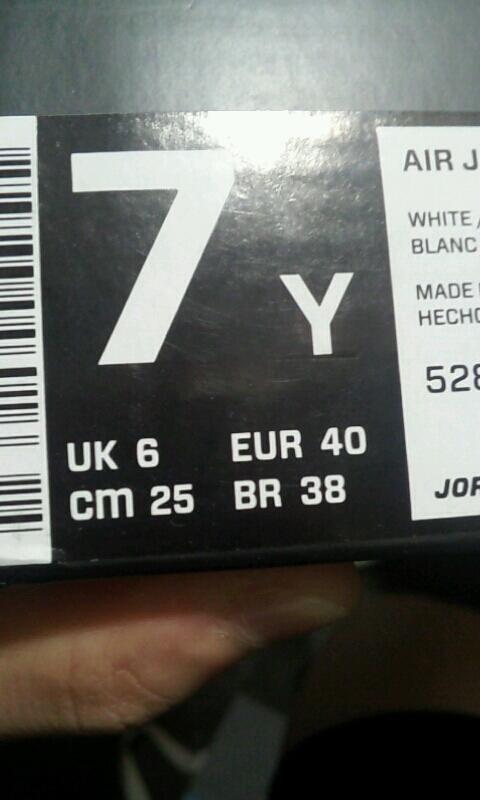 7 Y
UK 6 EUR 40
cm 25 BR 38
AIR J
WHITE/
BLANC
MADE
HECHO
528
JOR